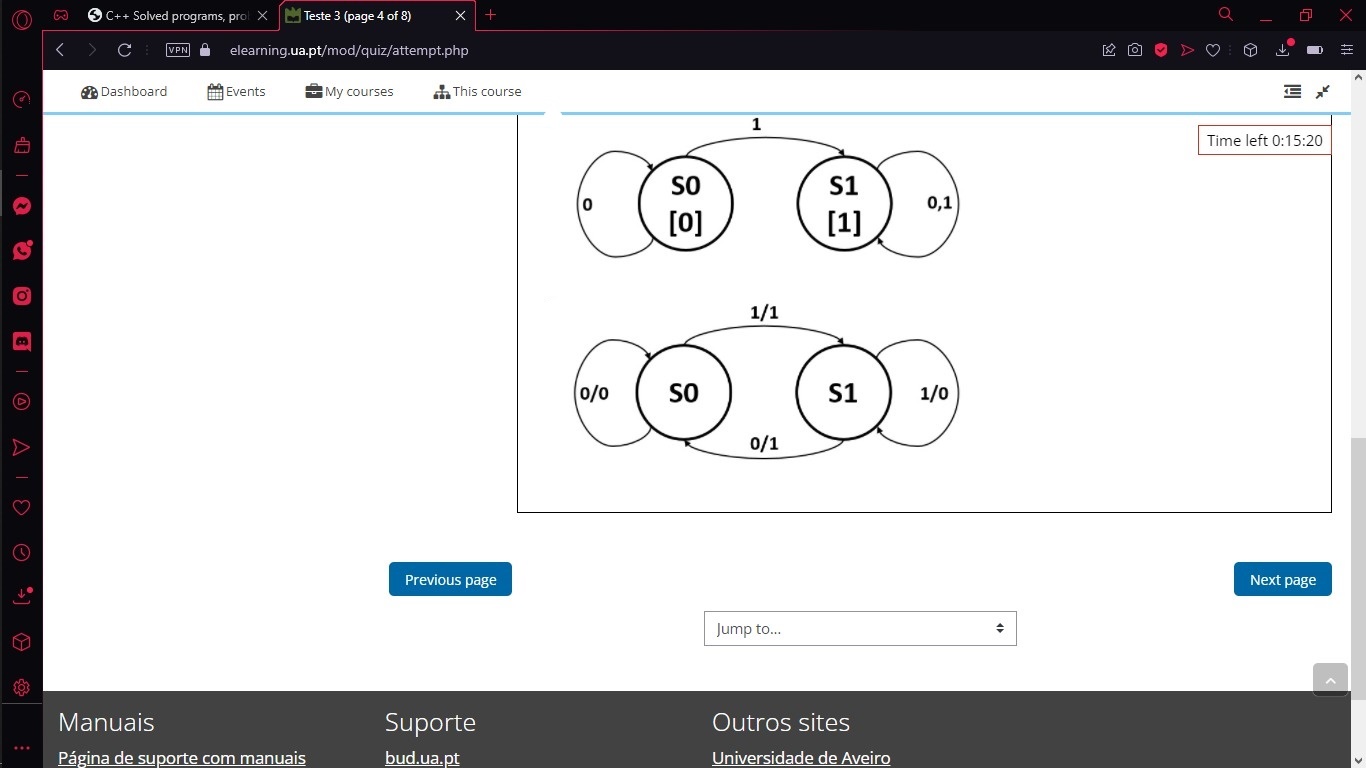 C++ Solved programs, pro
Teste 3 (page 4 of 8)
VPN
elearning.ua.pt/mod/quiz/attempt.php
Dashboard
Events
My courses
This course
Time left 0:15:20
1
S0
[0]
S1
[1]
0
0,1
1/1
0/0
S0
S1
1/0
0/1
Previous page
Next page
Jump to...
Manuais
Suporte
Outros sites
Página de suporte com manuais
bud.ua.pt
Universidade de Aveiro